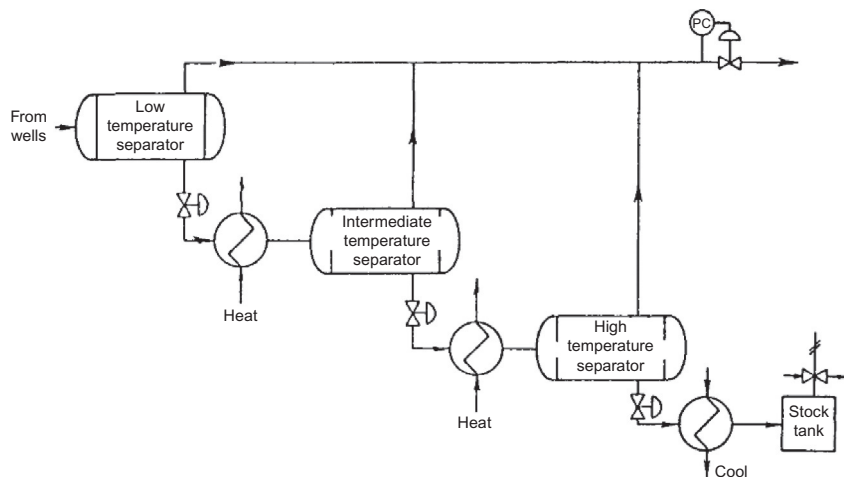 PC
From
wells
Low
temperature
separator
Intermediate
temperature
separator
Heat
High
temperature
separator
Heat
Stock
tank
Cool